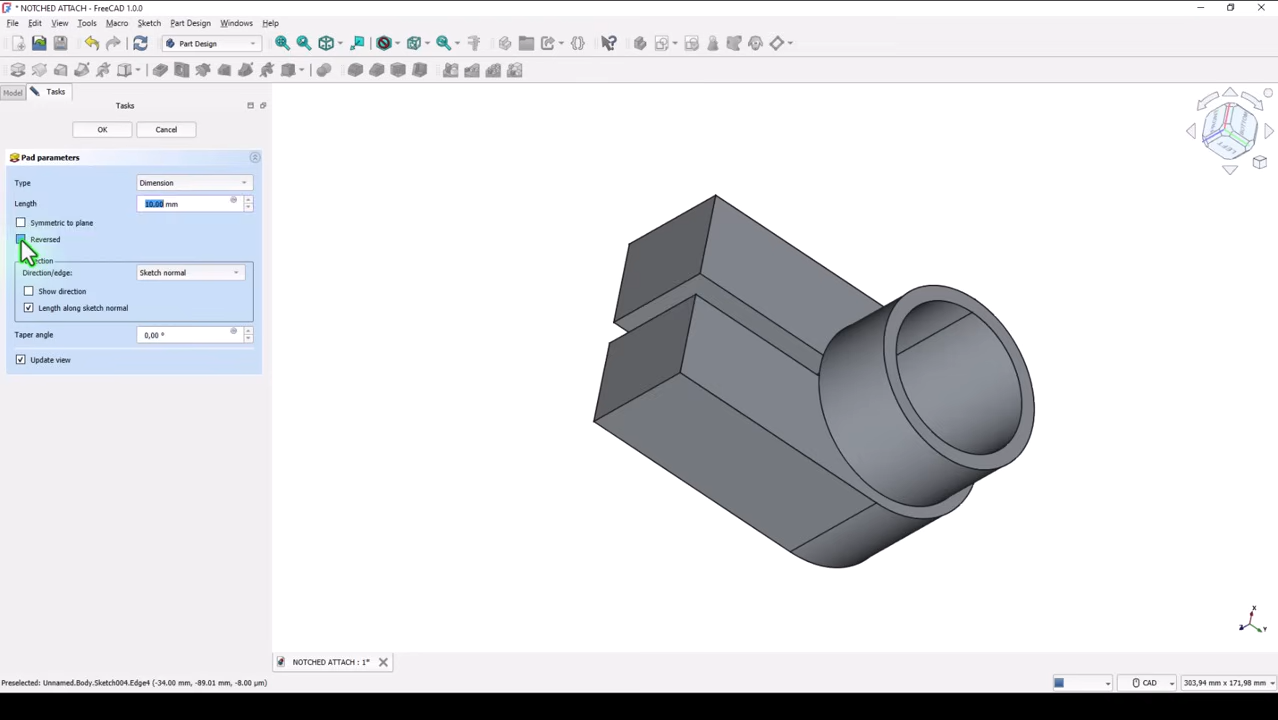 * NOTCHED ATTACH - FreeCAD 1.0.0
File Edit View Tools Macro Sketch Part Design Windows Help
Part Design
Model Tasks
Tasks
OK Cancel
Pad parameters
Type Dimension
Length 10,00 mm
Symmetric to plane
Reversed
Direction/edge: Sketch normal
Show direction
Length along sketch normal
Taper angle 0,00 °
Update view
LEFT
X
Z Y
NOTCHED ATTACH : 1*
Preselected: Unnamed.Body.Sketch004.Edge4 (-34.00 mm, -89.01 mm, -8.00 µm)
CAD
303,94 mm x 171,98 mm